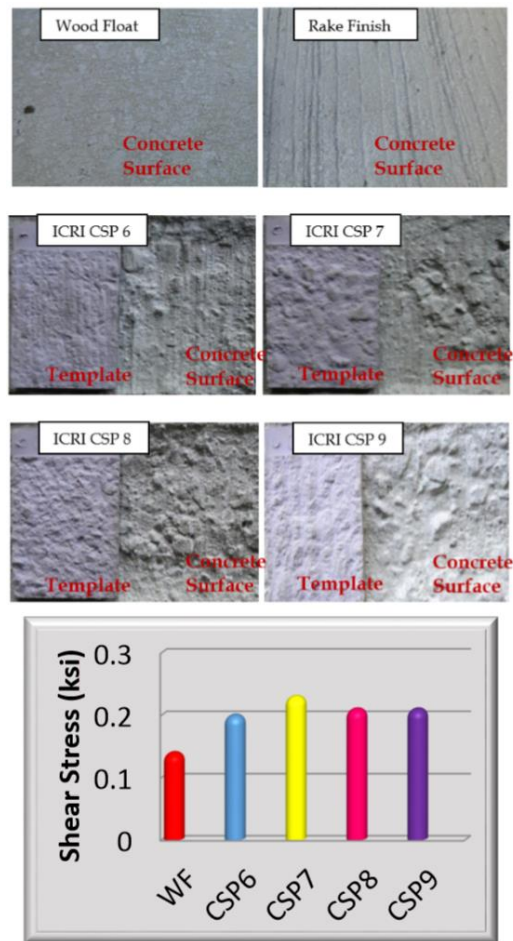 Wood Float
Concrete
Surface
Rake Finish
Concrete
Surface
ICRI CSP 6
Template
Concrete
Surface
ICRI CSP 7
Template
Concrete
Surface
ICRI CSP 8
Template
Concrete
Surface
ICRI CSP 9
Template
Concrete
Surface
Shear Stress (ksi)
0.3
0.2
0.1
0
WF
CSP6
CSP7
CSP8
CSP9